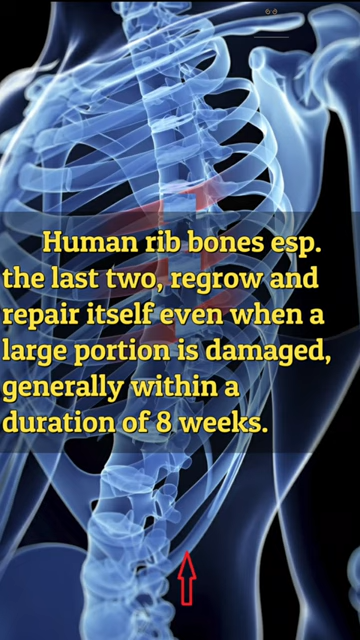 Human rib bones esp.
the last two, regrow and
repair itself even when a
large portion is damaged,
generally within a
duration of 8 weeks.